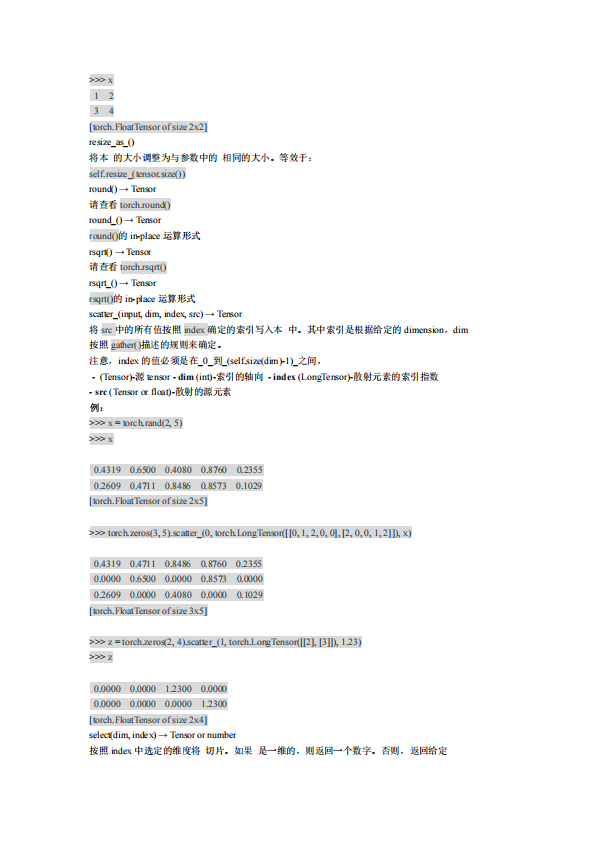 >>> x
1 2
3 4
[torch.FloatTensor of size 2x2]
resize_as_()
将本 的大小调整为与参数中的 相同的大小。等效于：
self.resize_(tensor.size())
round() → Tensor
请查看 torch.round()
round_() → Tensor
round()的 in-place 运算形式
rsqrt() → Tensor
请查看 torch.rsqrt()
rsqrt_() → Tensor
rsqrt()的 in-place 运算形式
scatter_(input, dim, index, src) → Tensor
将 src 中的所有值按照 index 确定的索引写入本 中。其中索引是根据给定的 dimension，dim
按照 gather()描述的规则来确定。
注意，index 的值必须是在_0_到_(self.size(dim)-1)_之间，
- (Tensor)-源 tensor - dim (int)-索引的轴向 - index (LongTensor)-散射元素的索引指数
- src (Tensor or float)-散射的源元素
例：
>>> x = torch.rand(2, 5)
>>> x
0.4319 0.6500 0.4080 0.8760 0.2355
0.2609 0.4711 0.8486 0.8573 0.1029
[torch.FloatTensor of size 2x5]
>>> torch.zeros(3, 5).scatter_(0, torch.LongTensor([[0, 1, 2, 0, 0], [2, 0, 0, 1, 2]]), x)
0.4319 0.4711 0.8486 0.8760 0.2355
0.0000 0.6500 0.0000 0.8573 0.0000
0.2609 0.0000 0.4080 0.0000 0.1029
[torch.FloatTensor of size 3x5]
>>> z = torch.zeros(2, 4).scatter_(1, torch.LongTensor([[2], [3]]), 1.23)
>>> z
0.0000 0.0000 1.2300 0.0000
0.0000 0.0000 0.0000 1.2300
[torch.FloatTensor of size 2x4]
select(dim, index) → Tensor or number
按照 index 中选定的维度将 切片。如果 是一维的，则返回一个数字。否则，返回给定